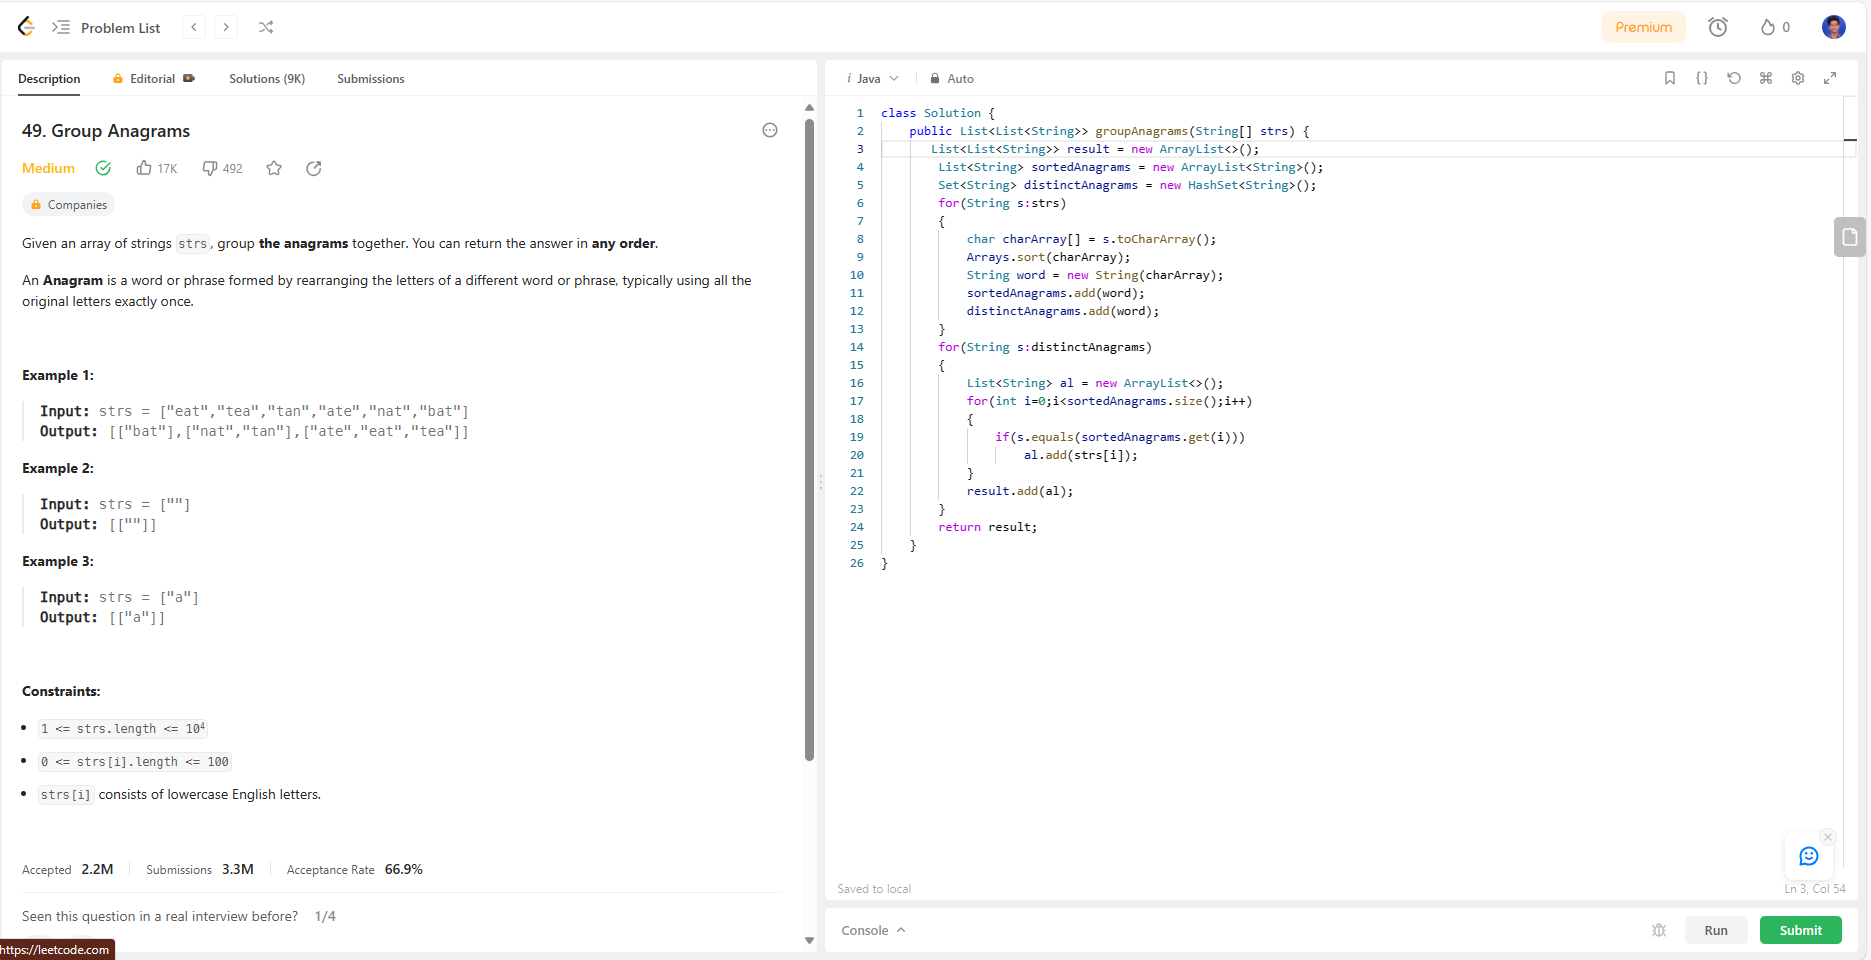 Problem List
Premium
0
Description
Editorial
Solutions (9K)
Submissions
49. Group Anagrams
Medium
17K
492
Companies
Given an array of strings strs, group the anagrams together. You can return the answer in any order.
An Anagram is a word or phrase formed by rearranging the letters of a different word or phrase, typically using all the
original letters exactly once.
Example 1:
Input: strs = ["eat","tea","tan","ate","nat","bat"]
Output: [["bat"],["nat","tan"],["ate","eat","tea"]]
Example 2:
Input: strs = [""]
Output: [[""]]
Example 3:
Input: strs = ["a"]
Output: [["a"]]
Constraints:
1 <= strs.length <= 10⁴
0 <= strs[i].length <= 100
strs[i] consists of lowercase English letters.
Accepted 2.2M
Submissions 3.3M
Acceptance Rate 66.9%
Seen this question in a real interview before? 1/4
https://leetcode.com
i Java
Auto
1 class Solution {
2     public List<List<String>> groupAnagrams(String[] strs) {
3        List<List<String>> result = new ArrayList<>();
4         List<String> sortedAnagrams = new ArrayList<String>();
5         Set<String> distinctAnagrams = new HashSet<String>();
6         for(String s:strs)
7         {
8             char charArray[] = s.toCharArray();
9             Arrays.sort(charArray);
10             String word = new String(charArray);
11             sortedAnagrams.add(word);
12             distinctAnagrams.add(word);
13         }
14         for(String s:distinctAnagrams)
15         {
16             List<String> al = new ArrayList<>();
17             for(int i=0;i<sortedAnagrams.size();i++)
18             {
19                 if(s.equals(sortedAnagrams.get(i)))
20                     al.add(strs[i]);
21             }
22             result.add(al);
23         }
24         return result;
25     }
26 }
Saved to local
Ln 3, Col 54
Console
Run
Submit